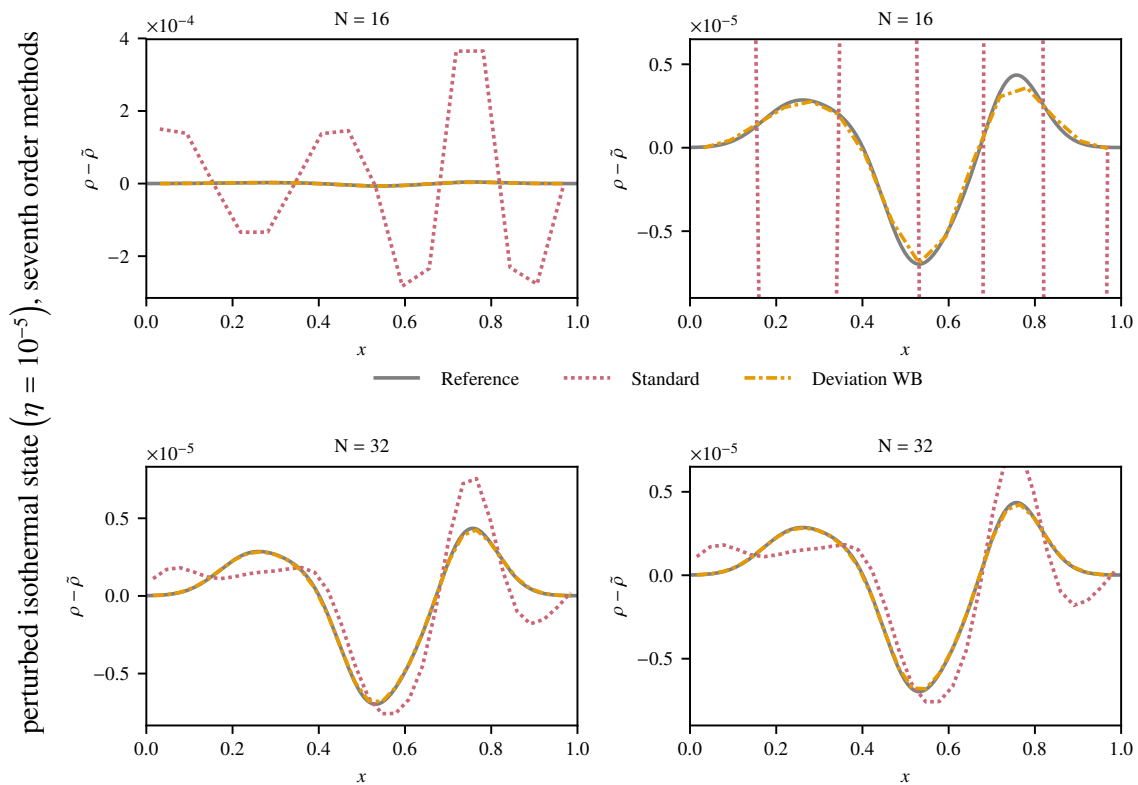 perturbed isothermal state (η = 10⁻⁵), seventh order methods
N = 16
×10⁻⁴
4
2
0
−2
ρ − ρ̃
0.0 0.2 0.4 0.6 0.8 1.0
x
N = 16
×10⁻⁵
0.5
0.0
−0.5
ρ − ρ̃
0.0 0.2 0.4 0.6 0.8 1.0
x
Reference Standard Deviation WB
N = 32
×10⁻⁵
0.5
0.0
−0.5
ρ − ρ̃
0.0 0.2 0.4 0.6 0.8 1.0
x
N = 32
×10⁻⁵
0.5
0.0
−0.5
ρ − ρ̃
0.0 0.2 0.4 0.6 0.8 1.0
x